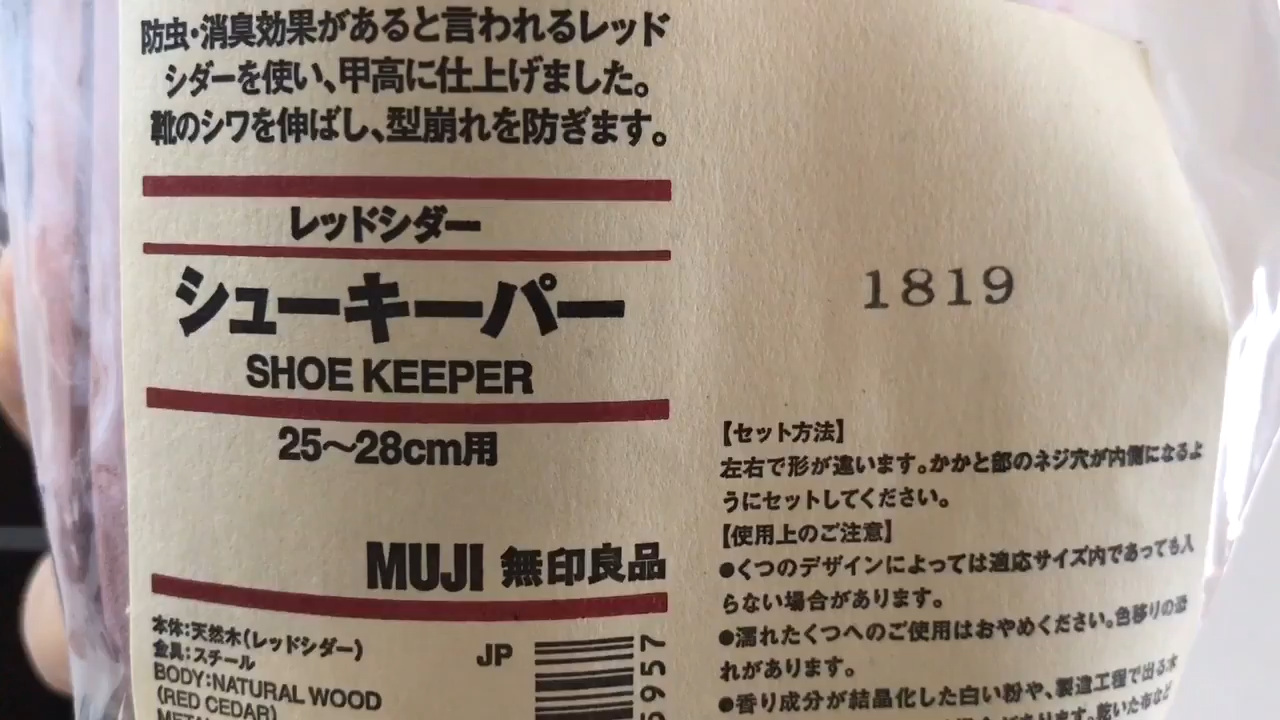 防虫・消臭効果があると言われるレッド
シダーを使い、甲高に仕上げました。
靴のシワを伸ばし、型崩れを防ぎます。
レッドシダー
シューキーパー
SHOE KEEPER
25〜28cm用
MUJI 無印良品
本体:天然木(レッドシダー)
金具:スチール
BODY:NATURAL WOOD
(RED CEDAR)
JP
5957
1819
【セット方法】
左右で形が違います。かかと部のネジ穴が内側になるよ
うにセットしてください。
【使用上のご注意】
●くつのデザインによっては適応サイズ内であっても入
らない場合があります。
●濡れたくつへのご使用はおやめください。色移りの恐
れがあります。
●香り成分が結晶化した白い粉や、製造工程で出る木